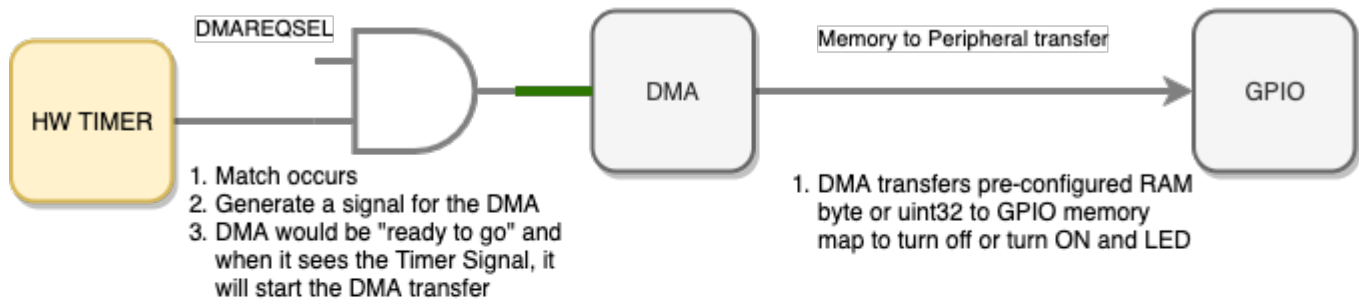 DMAREQSEL
HW TIMER
1. Match occurs
2. Generate a signal for the DMA
3. DMA would be "ready to go" and
when it sees the Timer Signal, it
will start the DMA transfer
DMA
Memory to Peripheral transfer
1. DMA transfers pre-configured RAM
byte or uint32 to GPIO memory
map to turn off or turn ON and LED
GPIO